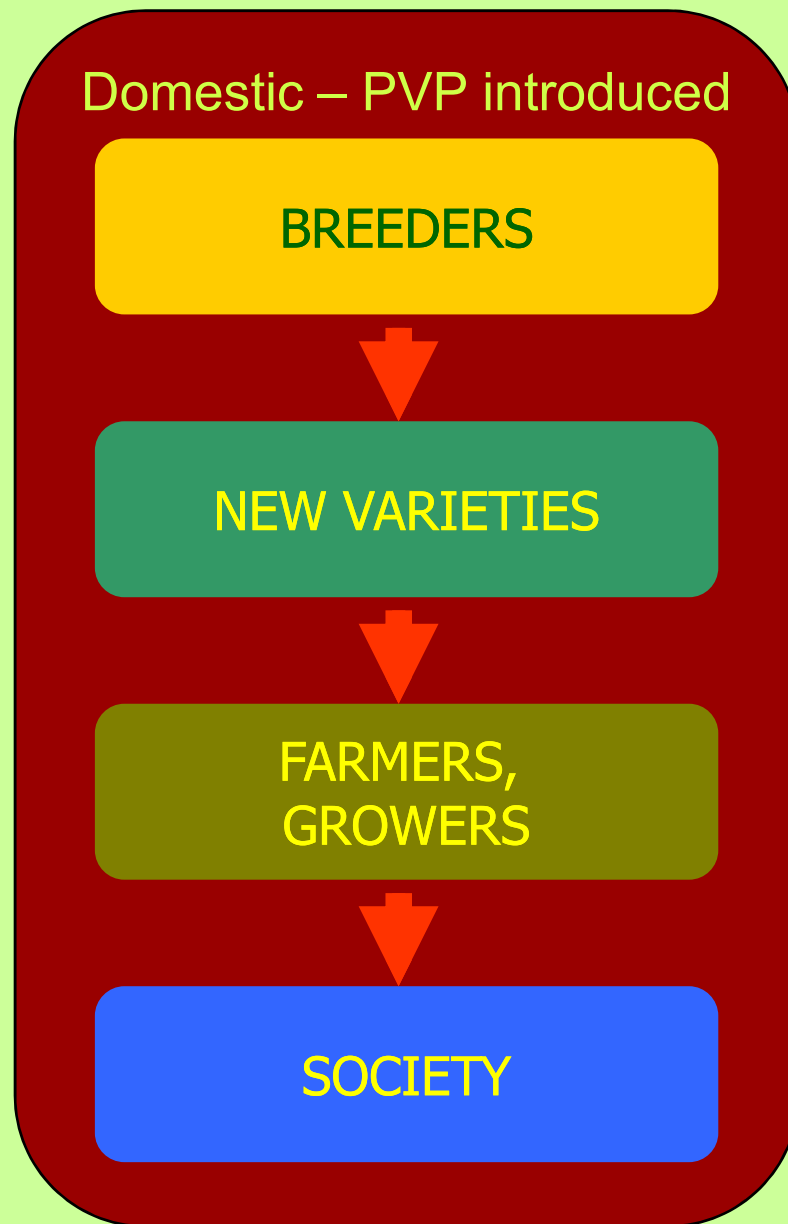 Domestic – PVP introduced
BREEDERS
NEW VARIETIES
FARMERS,
GROWERS
SOCIETY